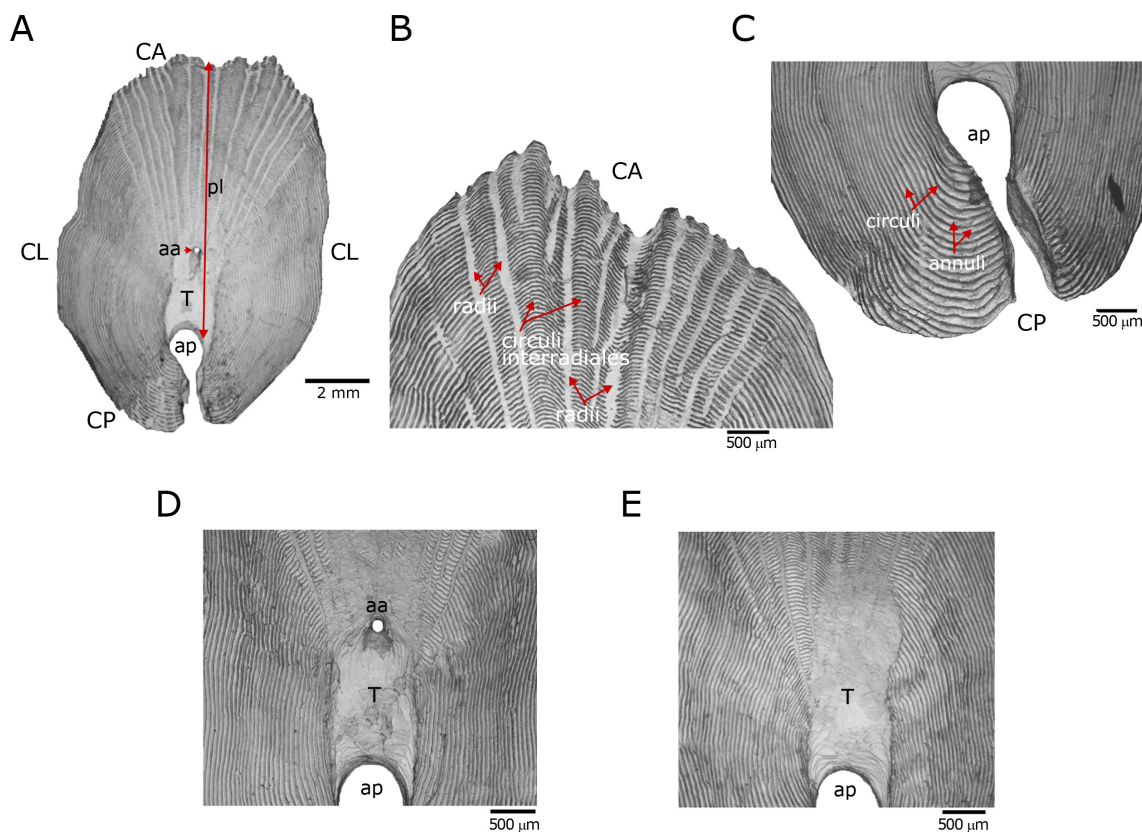 A
CA
pl
aa
CL
CL
T
ap
2 mm
CP
B
CA
radii
circuli
interradiales
radii
500 μm
C
ap
circuli
annuli
CP
500 μm
D
aa
T
ap
500 μm
E
T
ap
500 μm